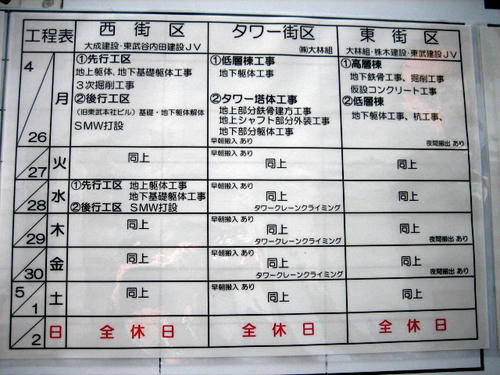 工程表 西街区 タワー街区 東街区
大成建設・東武谷内田建設JV ㈱大林組 大林組・株木建設・東武建設JV
4/26 月
①先行工区
地上駆体、地下基礎躯体工事
3次掘削工事
②後行工区
（旧東武本社ビル）基礎・地下躯体解体
SMW打設
①低層棟工事
地下躯体工事
②タワー塔体工事
地上部分鉄骨建方工事
地上シャフト部分外装工事
地下部分躯体工事
早朝搬入 あり
①高層棟
地下鉄骨工事、掘削工事
仮設コンクリート工事
②低層棟
地下躯体工事、杭工事、
夜間搬出 あり
27 火 同上 早朝搬入 あり 同上 同上
28 水
①先行工区 地上躯体工事
地下基礎躯体工事
②後行工区 SMW打設
早朝搬入 あり
同上
タワークレーンクライミング
同上
29 木 同上 早朝搬入 あり 同上
タワークレーンクライミング
同上
夜間搬出 あり
30 金 同上 早朝搬入 あり 同上
タワークレーンクライミング
同上
夜間搬出 あり
5/1 土 同上 早朝搬入 あり 同上 同上
2 日 全休日 全休日 全休日